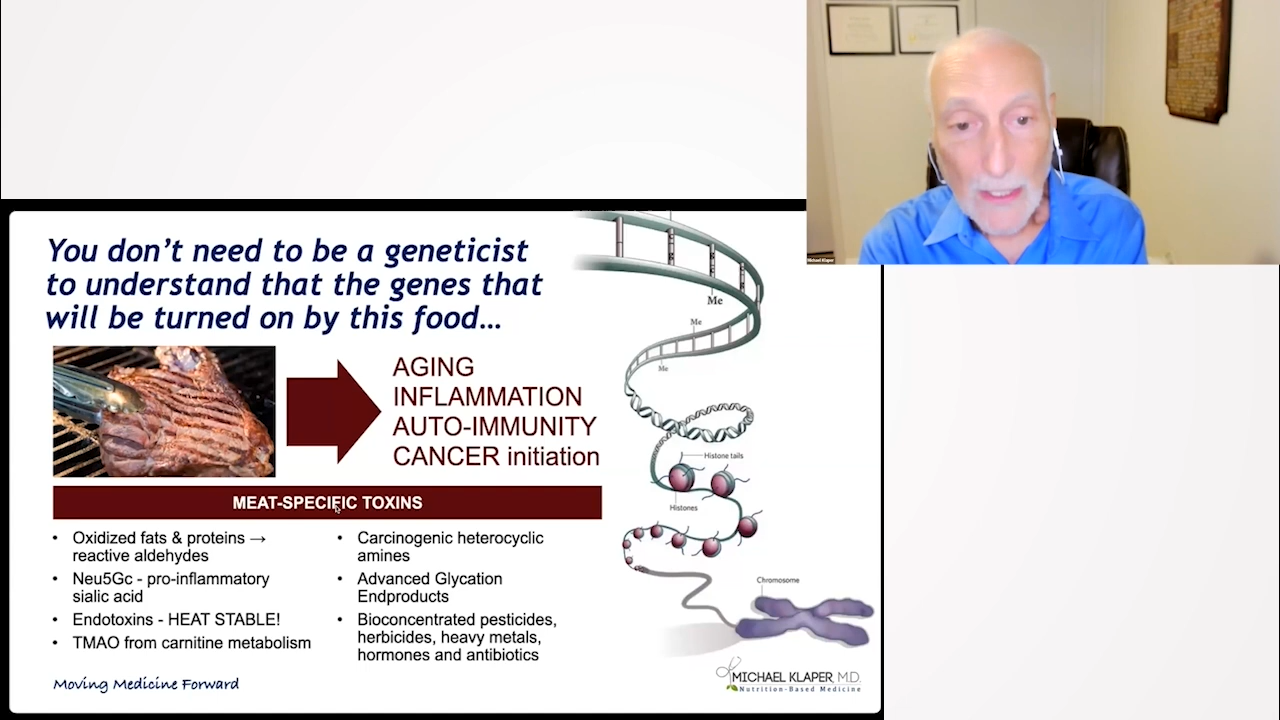 Michael Klaper
You don't need to be a geneticist
to understand that the genes that
will be turned on by this food...
AGING
INFLAMMATION
AUTO-IMMUNITY
CANCER initiation
MEAT-SPECIFIC TOXINS
• Oxidized fats & proteins →
reactive aldehydes
• Neu5Gc - pro-inflammatory
sialic acid
• Endotoxins - HEAT STABLE!
• TMAO from carnitine metabolism
• Carcinogenic heterocyclic
amines
• Advanced Glycation
Endproducts
• Bioconcentrated pesticides,
herbicides, heavy metals,
hormones and antibiotics
Me
Me
Me
Histone tails
Histones
Chromosome
Moving Medicine Forward
MICHAEL KLAPER, M.D.
Nutrition-Based Medicine